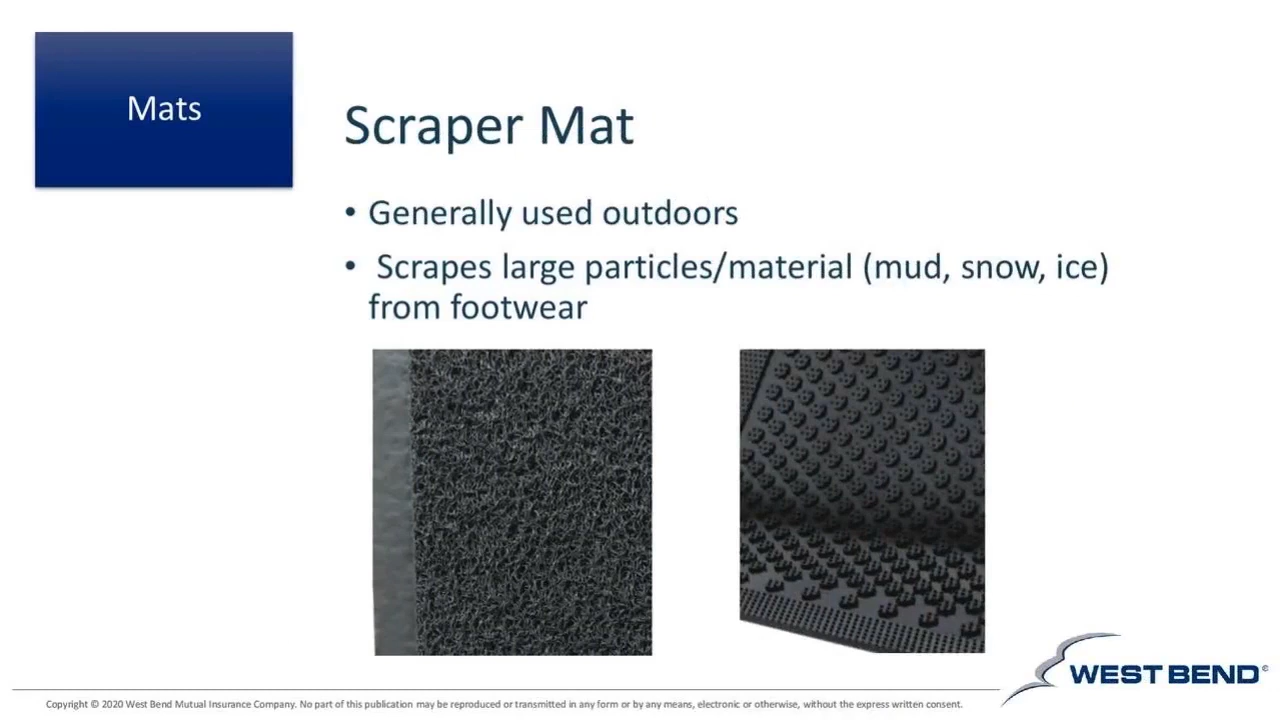 Mats
Scraper Mat
• Generally used outdoors
• Scrapes large particles/material (mud, snow, ice)
from footwear
WEST BEND®
Copyright © 2020 West Bend Mutual Insurance Company. No part of this publication may be reproduced or transmitted in any form or by any means, electronic or otherwise, without the express written consent.